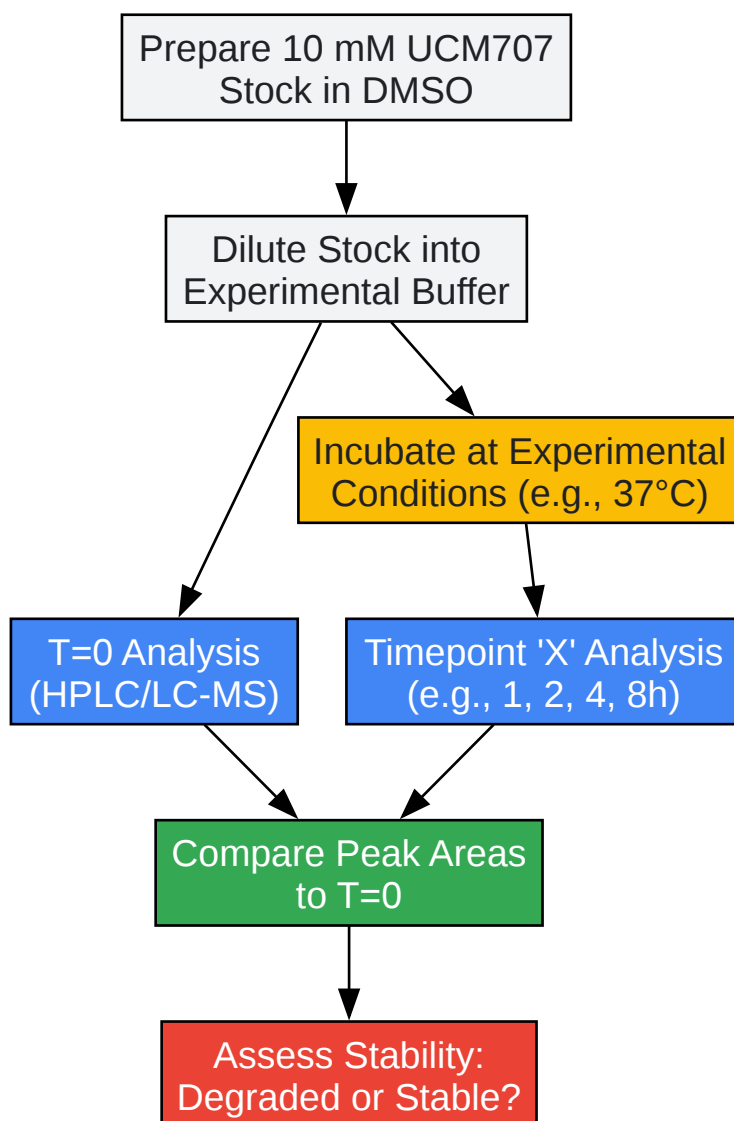 Prepare 10 mM UCM707
Stock in DMSO
Dilute Stock into
Experimental Buffer
Incubate at Experimental
Conditions (e.g., 37°C)
T=0 Analysis
(HPLC/LC-MS)
Timepoint 'X' Analysis
(e.g., 1, 2, 4, 8h)
Compare Peak Areas
to T=0
Assess Stability:
Degraded or Stable?